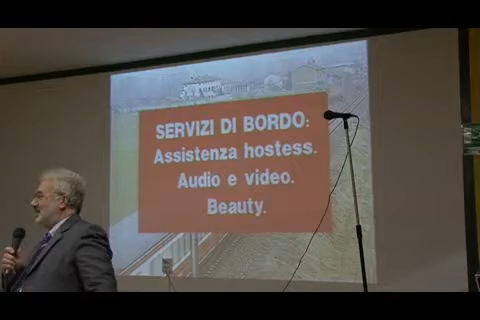 SERVIZI DI BORDO:
Assistenza hostess.
Audio e video.
Beauty.